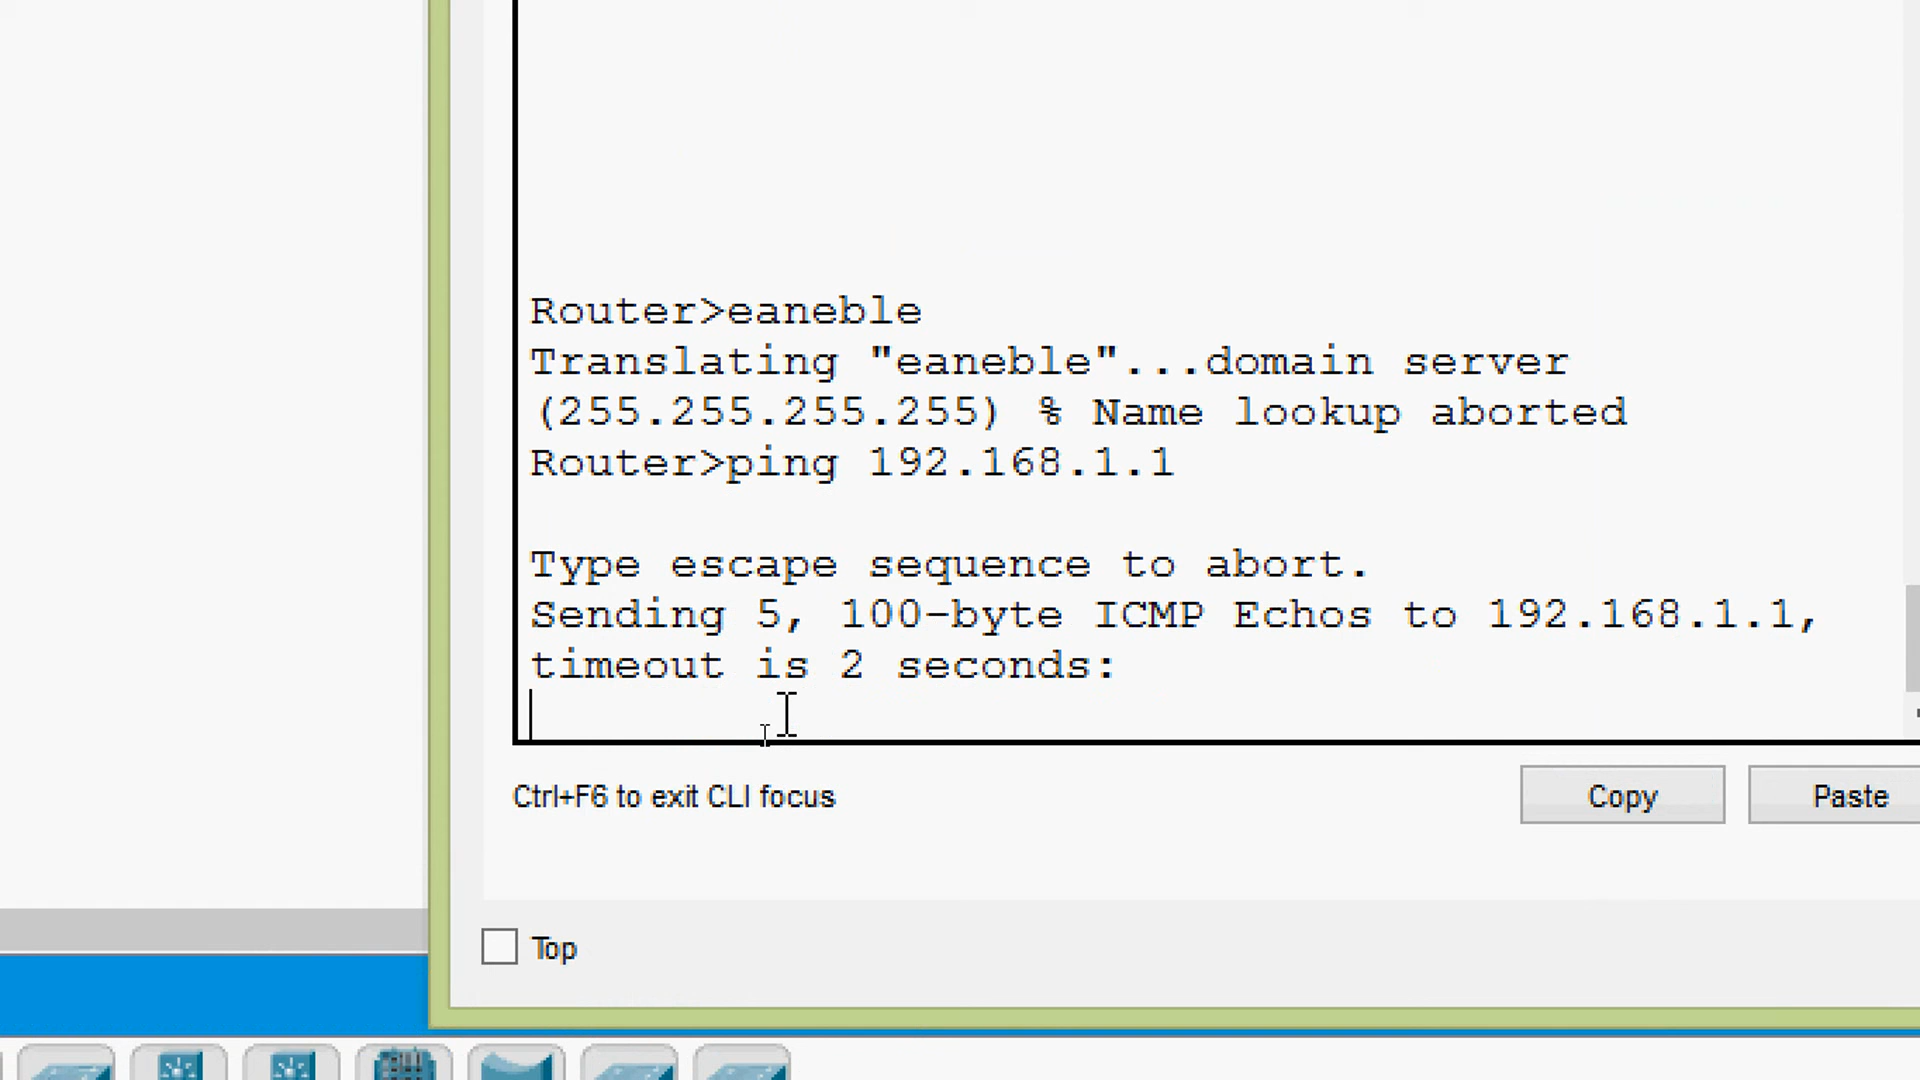 Router>eaneble
Translating "eaneble"...domain server
(255.255.255.255) % Name lookup aborted
Router>ping 192.168.1.1
Type escape sequence to abort.
Sending 5, 100-byte ICMP Echos to 192.168.1.1,
timeout is 2 seconds:
Ctrl+F6 to exit CLI focus
Copy
Paste
Top